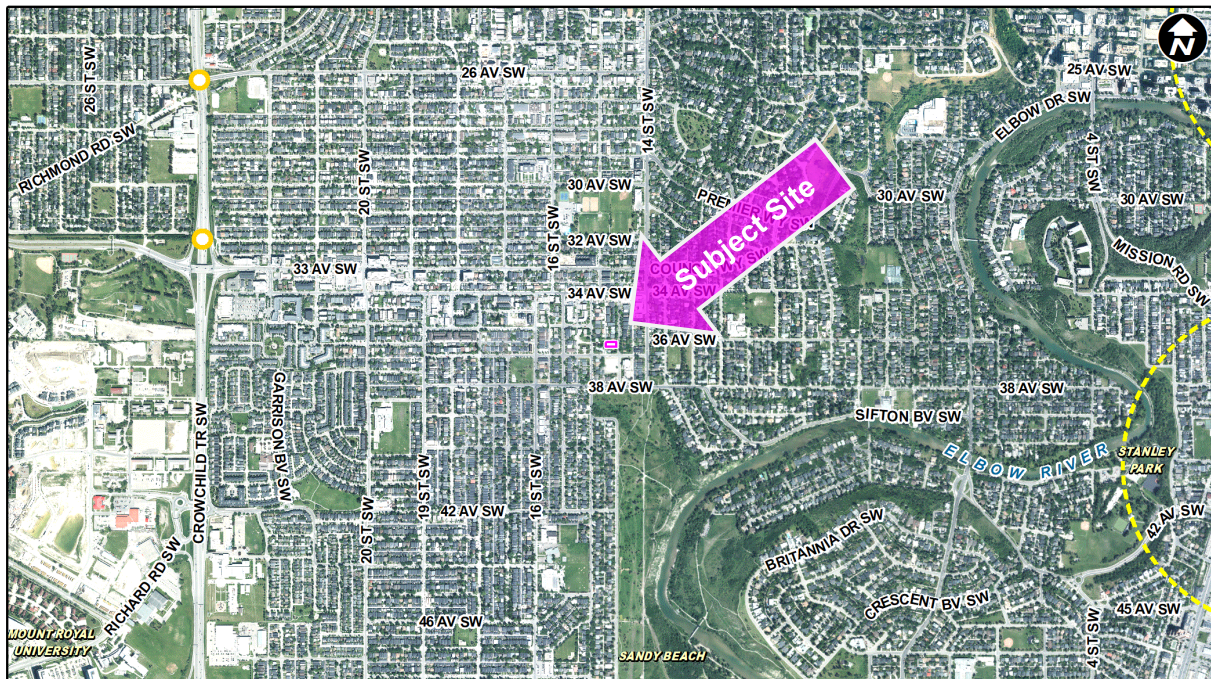 N
25 AV SW
26 AV SW
26 ST SW
ELBOW DR SW
14 ST SW
RICHMOND RD SW
20 ST SW
4 ST SW
30 AV SW
30 AV SW
30 AV SW
PREMIER
Subject Site
16 ST SW
32 AV SW
MISSION RD SW
33 AV SW
34 AV SW
34 AV SW
36 AV SW
38 AV SW
38 AV SW
GARRISON BV SW
CROWCHILD TR SW
SIFTON BV SW
ELBOW RIVER
STANLEY
PARK
19 ST SW
16 ST SW
20 ST SW
42 AV SW
42 AV SW
BRITANNIA DR SW
RICHARD RD SW
CRESCENT BV SW
45 AV SW
46 AV SW
4 ST SW
MOUNT ROYAL
UNIVERSITY
SANDY BEACH